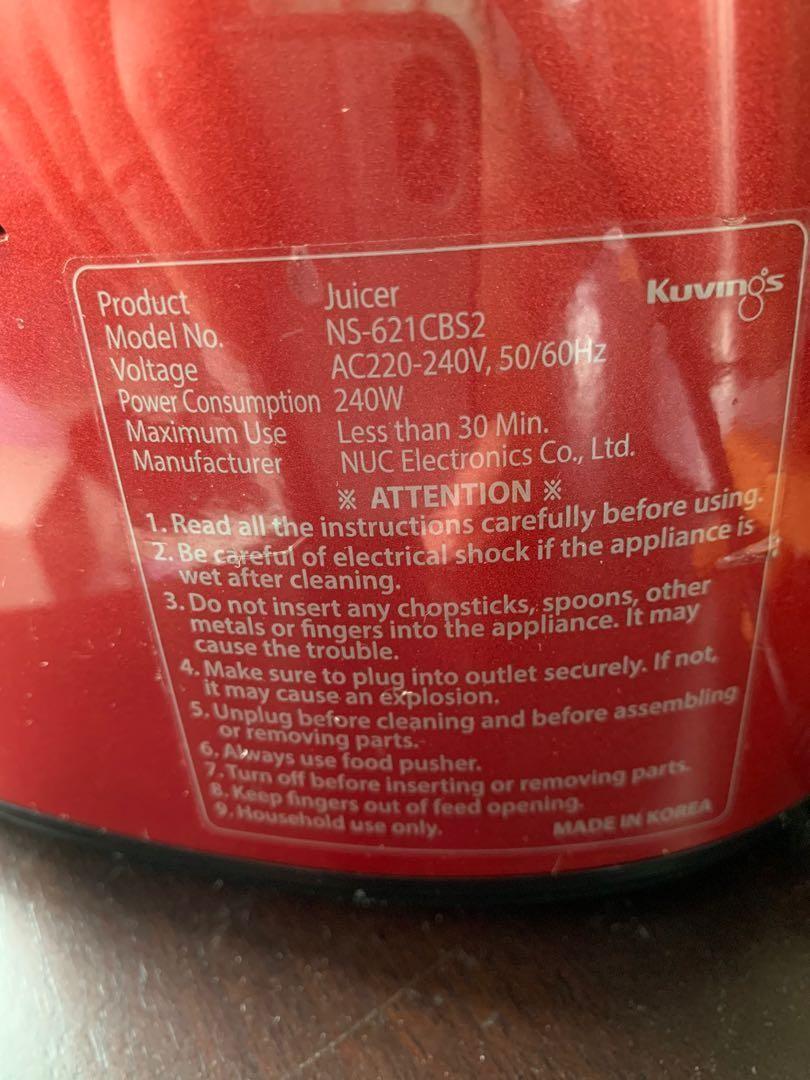 Kuvings
Product Juicer
Model No. NS-621CBS2
Voltage AC220-240V, 50/60Hz
Power Consumption 240W
Maximum Use Less than 30 Min.
Manufacturer NUC Electronics Co., Ltd.
※ ATTENTION ※
1. Read all the instructions carefully before using.
2. Be careful of electrical shock if the appliance is
wet after cleaning.
3. Do not insert any chopsticks, spoons, other
metals or fingers into the appliance. It may
cause the trouble.
4. Make sure to plug into outlet securely. If not,
it may cause an explosion.
5. Unplug before cleaning and before assembling
or removing parts.
6. Always use food pusher.
7. Turn off before inserting or removing parts.
8. Keep fingers out of feed opening.
9. Household use only.
MADE IN KOREA